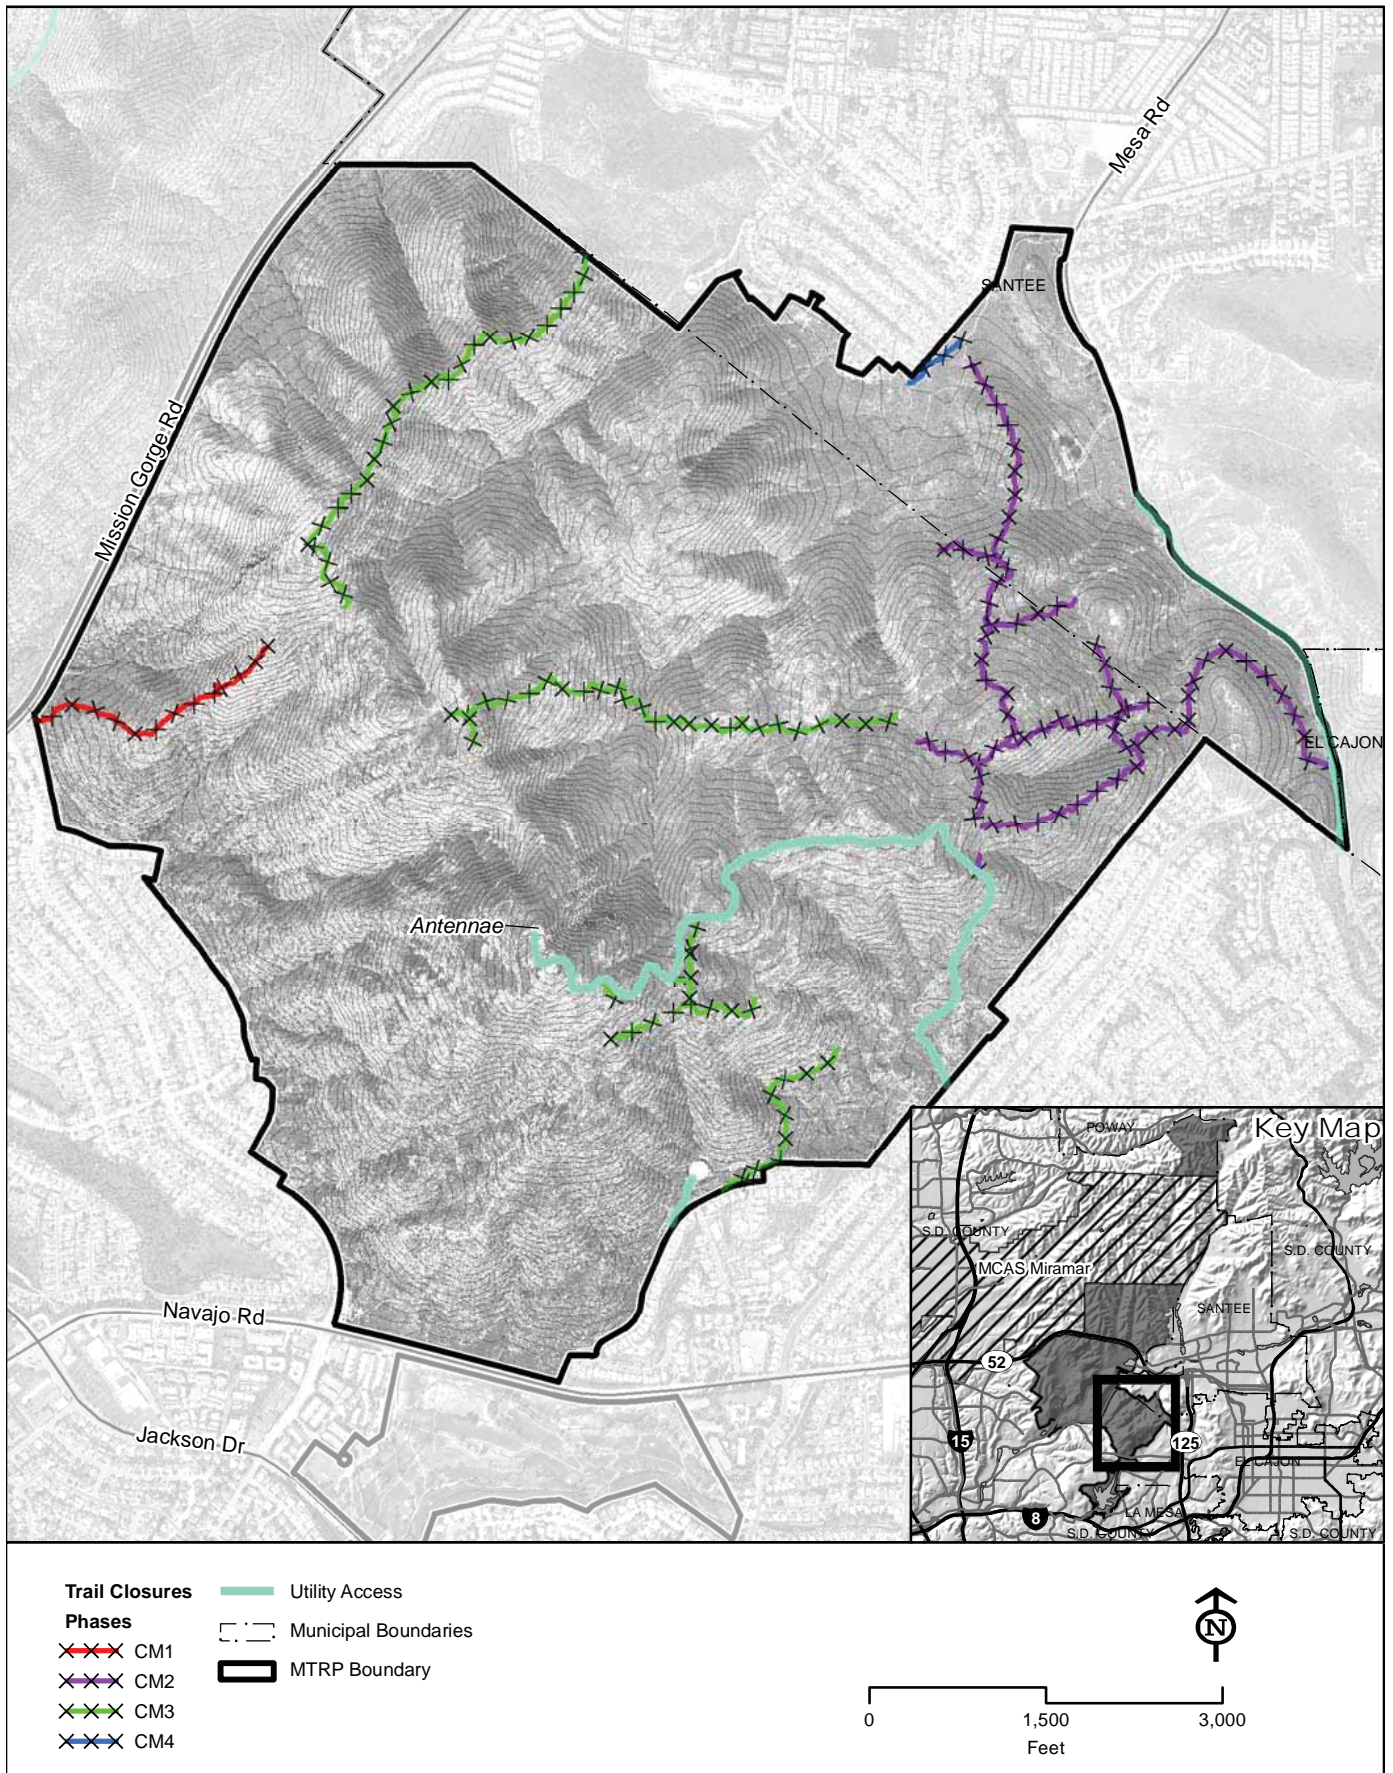 Mesa Rd
SANTEE
Mission Gorge Rd
EL CAJON
Antennae
Navajo Rd
Jackson Dr
Key Map
POWAY
S.D. COUNTY
S.D. COUNTY
MCAS Miramar
SANTEE
52
15
125
EL CAJON
8
LA MESA
S.D. COUNTY
S.D. COUNTY
Trail Closures
Phases
CM1
CM2
CM3
CM4
Utility Access
Municipal Boundaries
MTRP Boundary
N
0 1,500 3,000
Feet